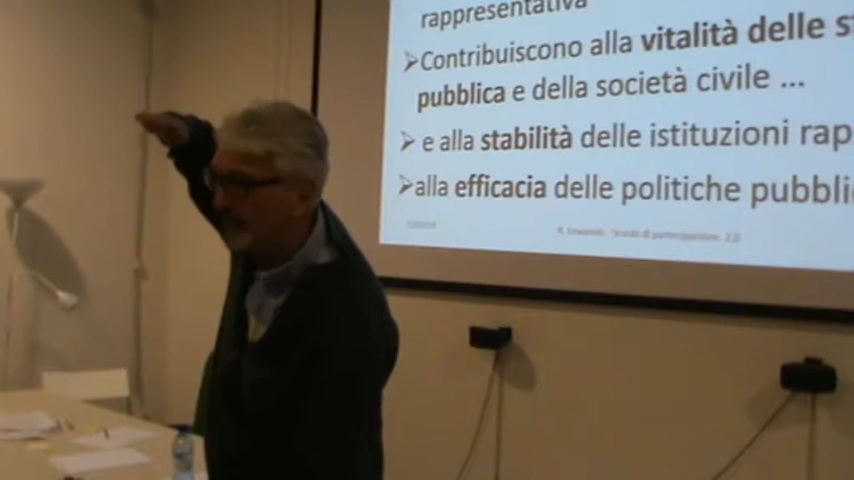 rappresentativa
➢Contribuiscono alla vitalità delle s
pubblica e della società civile ...
➢ e alla stabilità delle istituzioni rap
➢alla efficacia delle politiche pubbli